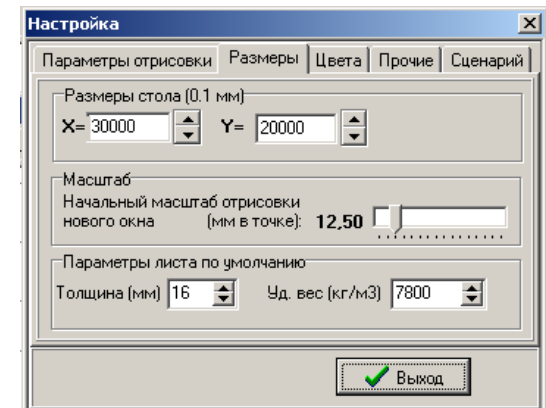 Настройка
Параметры отрисовки Размеры Цвета Прочие Сценарий
Размеры стола (0.1 мм)
X= 30000 Y= 20000
Масштаб
Начальный масштаб отрисовки
нового окна (мм в точке): 12,50
Параметры листа по умолчанию
Толщина (мм) 16 Уд. вес (кг/м3) 7800
Выход